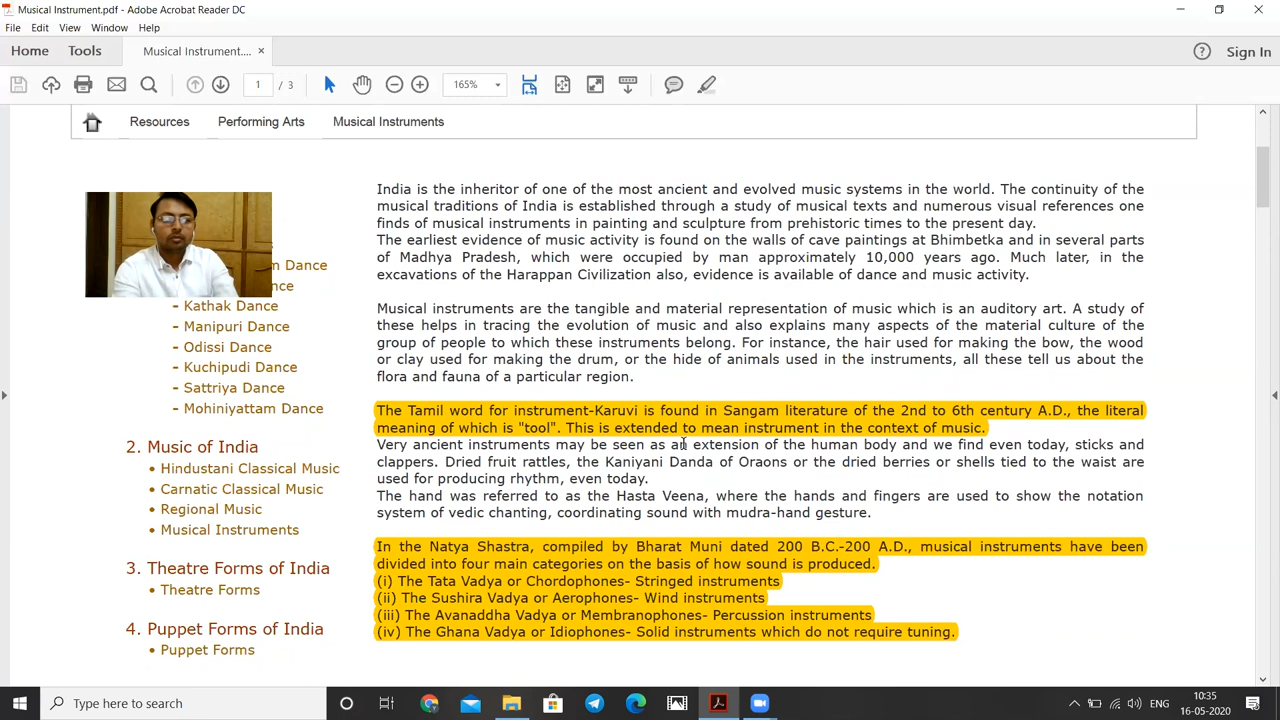 Musical Instrument.pdf - Adobe Acrobat Reader DC
File Edit View Window Help
Home Tools Musical Instrument.... × Sign In
1 / 3 165%
Resources Performing Arts Musical Instruments
India is the inheritor of one of the most ancient and evolved music systems in the world. The continuity of the
musical traditions of India is established through a study of musical texts and numerous visual references one
finds of musical instruments in painting and sculpture from prehistoric times to the present day.
The earliest evidence of music activity is found on the walls of cave paintings at Bhimbetka and in several parts
of Madhya Pradesh, which were occupied by man approximately 10,000 years ago. Much later, in the
excavations of the Harappan Civilization also, evidence is available of dance and music activity.
Musical instruments are the tangible and material representation of music which is an auditory art. A study of
these helps in tracing the evolution of music and also explains many aspects of the material culture of the
group of people to which these instruments belong. For instance, the hair used for making the bow, the wood
or clay used for making the drum, or the hide of animals used in the instruments, all these tell us about the
flora and fauna of a particular region.
The Tamil word for instrument-Karuvi is found in Sangam literature of the 2nd to 6th century A.D., the literal
meaning of which is "tool". This is extended to mean instrument in the context of music.
Very ancient instruments may be seen as an extension of the human body and we find even today, sticks and
clappers. Dried fruit rattles, the Kaniyani Danda of Oraons or the dried berries or shells tied to the waist are
used for producing rhythm, even today.
The hand was referred to as the Hasta Veena, where the hands and fingers are used to show the notation
system of vedic chanting, coordinating sound with mudra-hand gesture.
In the Natya Shastra, compiled by Bharat Muni dated 200 B.C.-200 A.D., musical instruments have been
divided into four main categories on the basis of how sound is produced.
(i) The Tata Vadya or Chordophones- Stringed instruments
(ii) The Sushira Vadya or Aerophones- Wind instruments
(iii) The Avanaddha Vadya or Membranophones- Percussion instruments
(iv) The Ghana Vadya or Idiophones- Solid instruments which do not require tuning.
Dance
- Kathak Dance
- Manipuri Dance
- Odissi Dance
- Kuchipudi Dance
- Sattriya Dance
- Mohiniyattam Dance
2. Music of India
• Hindustani Classical Music
• Carnatic Classical Music
• Regional Music
• Musical Instruments
3. Theatre Forms of India
• Theatre Forms
4. Puppet Forms of India
• Puppet Forms
Type here to search
ENG
10:35
16-05-2020